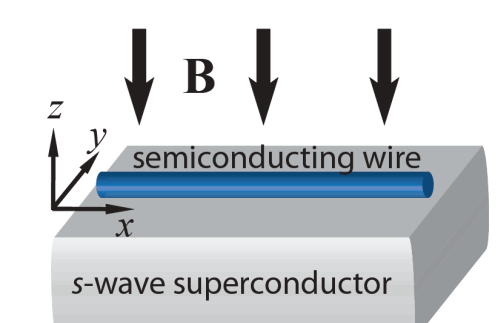 B
z
y
semiconducting wire
x
s-wave superconductor